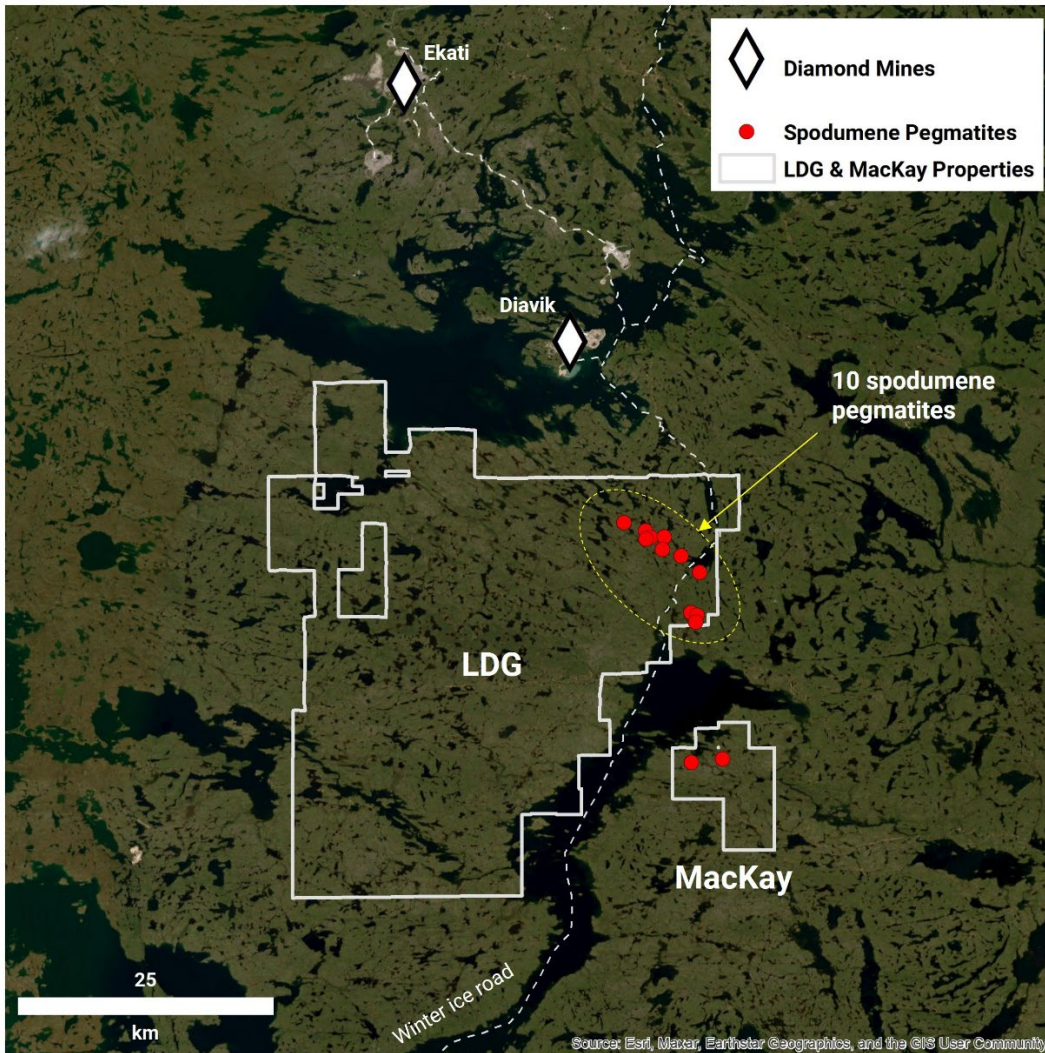 Ekati
Diamond Mines
Spodumene Pegmatites
LDG & MacKay Properties
Diavik
10 spodumene
pegmatites
LDG
MacKay
25
km
Winter ice road
Source: Esri, Maxar, Earthstar Geographics, and the GIS User Community